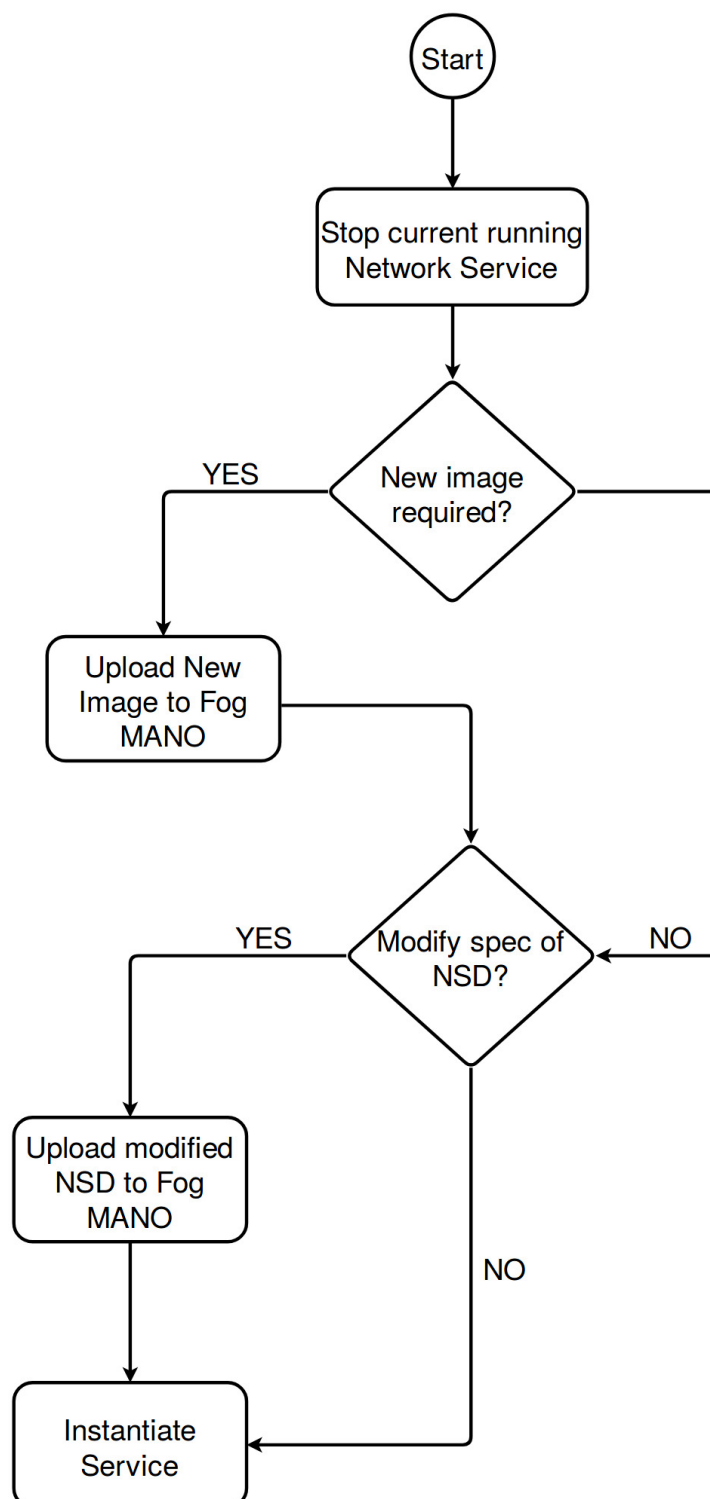 Start
Stop current running
Network Service
New image
required?
YES
Upload New
Image to Fog
MANO
Modify spec of
NSD?
YES
NO
Upload modified
NSD to Fog
MANO
NO
Instantiate
Service